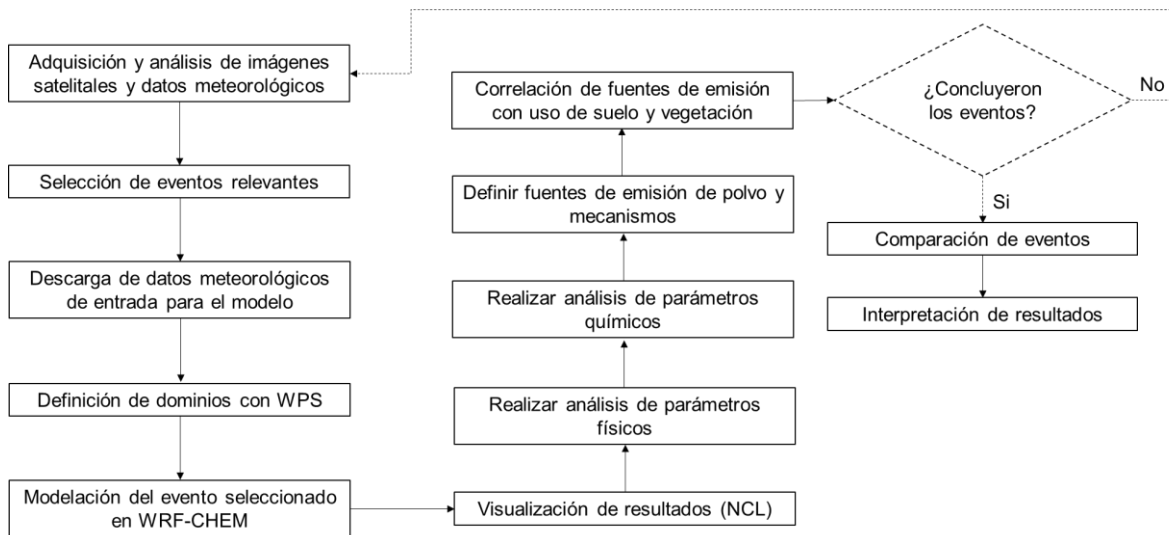 Adquisición y análisis de imágenes
satelitales y datos meteorológicos
Selección de eventos relevantes
Descarga de datos meteorológicos
de entrada para el modelo
Definición de dominios con WPS
Modelación del evento seleccionado
en WRF-CHEM
Visualización de resultados (NCL)
Realizar análisis de parámetros
físicos
Realizar análisis de parámetros
químicos
Definir fuentes de emisión de polvo y
mecanismos
Correlación de fuentes de emisión
con uso de suelo y vegetación
¿Concluyeron
los eventos?
No
Si
Comparación de eventos
Interpretación de resultados